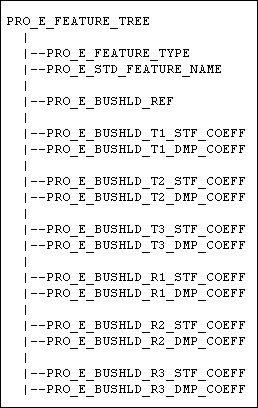 PRO_E_FEATURE_TREE
|
|--PRO_E_FEATURE_TYPE
|--PRO_E_STD_FEATURE_NAME
|
|--PRO_E_BUSHLD_REF
|
|--PRO_E_BUSHLD_T1_STF_COEFF
|--PRO_E_BUSHLD_T1_DMP_COEFF
|
|--PRO_E_BUSHLD_T2_STF_COEFF
|--PRO_E_BUSHLD_T2_DMP_COEFF
|
|--PRO_E_BUSHLD_T3_STF_COEFF
|--PRO_E_BUSHLD_T3_DMP_COEFF
|
|--PRO_E_BUSHLD_R1_STF_COEFF
|--PRO_E_BUSHLD_R1_DMP_COEFF
|
|--PRO_E_BUSHLD_R2_STF_COEFF
|--PRO_E_BUSHLD_R2_DMP_COEFF
|
|--PRO_E_BUSHLD_R3_STF_COEFF
|--PRO_E_BUSHLD_R3_DMP_COEFF